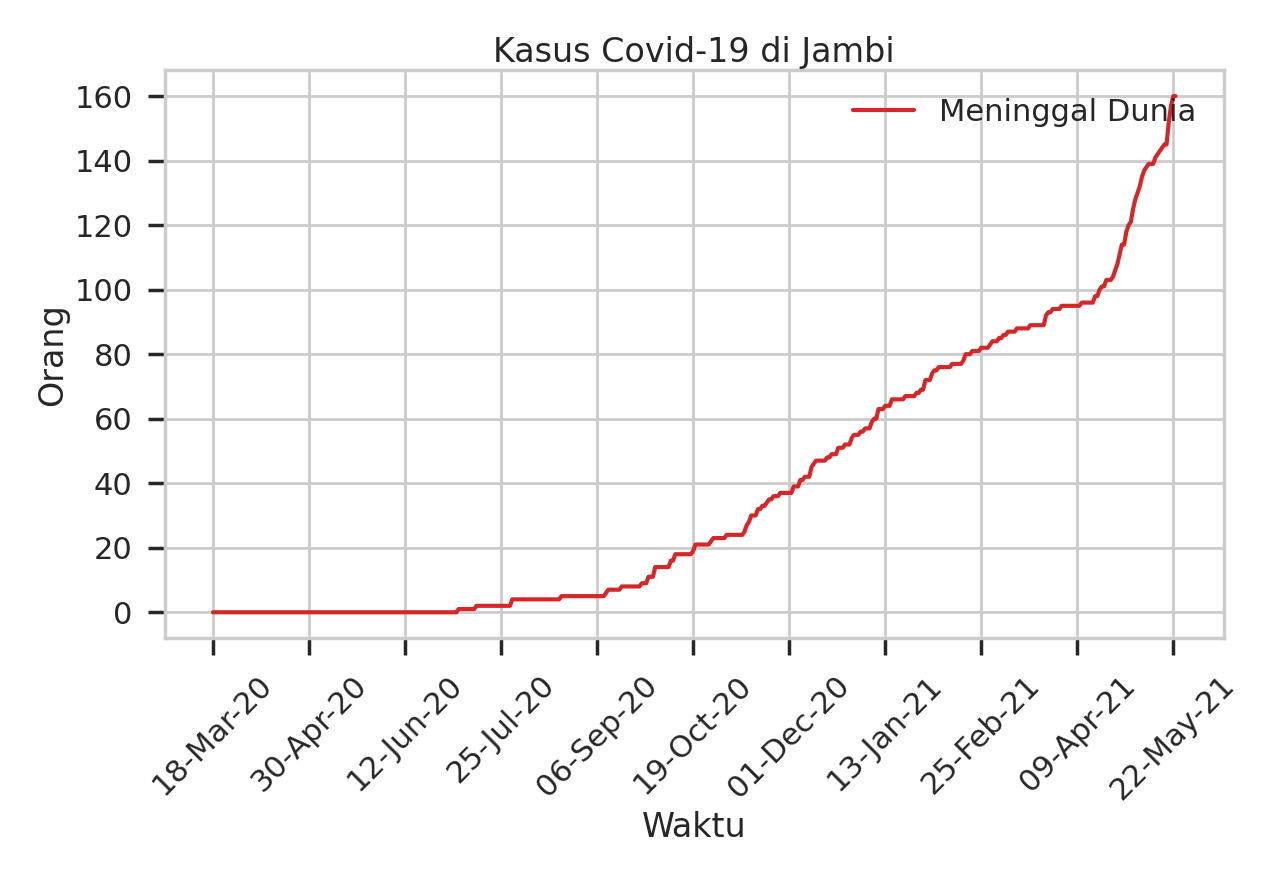 Kasus Covid-19 di Jambi
Meninggal Dunia
160
140
120
100
80
60
40
20
0
Orang
18-Mar-20
30-Apr-20
12-Jun-20
25-Jul-20
06-Sep-20
19-Oct-20
01-Dec-20
13-Jan-21
25-Feb-21
09-Apr-21
22-May-21
Waktu